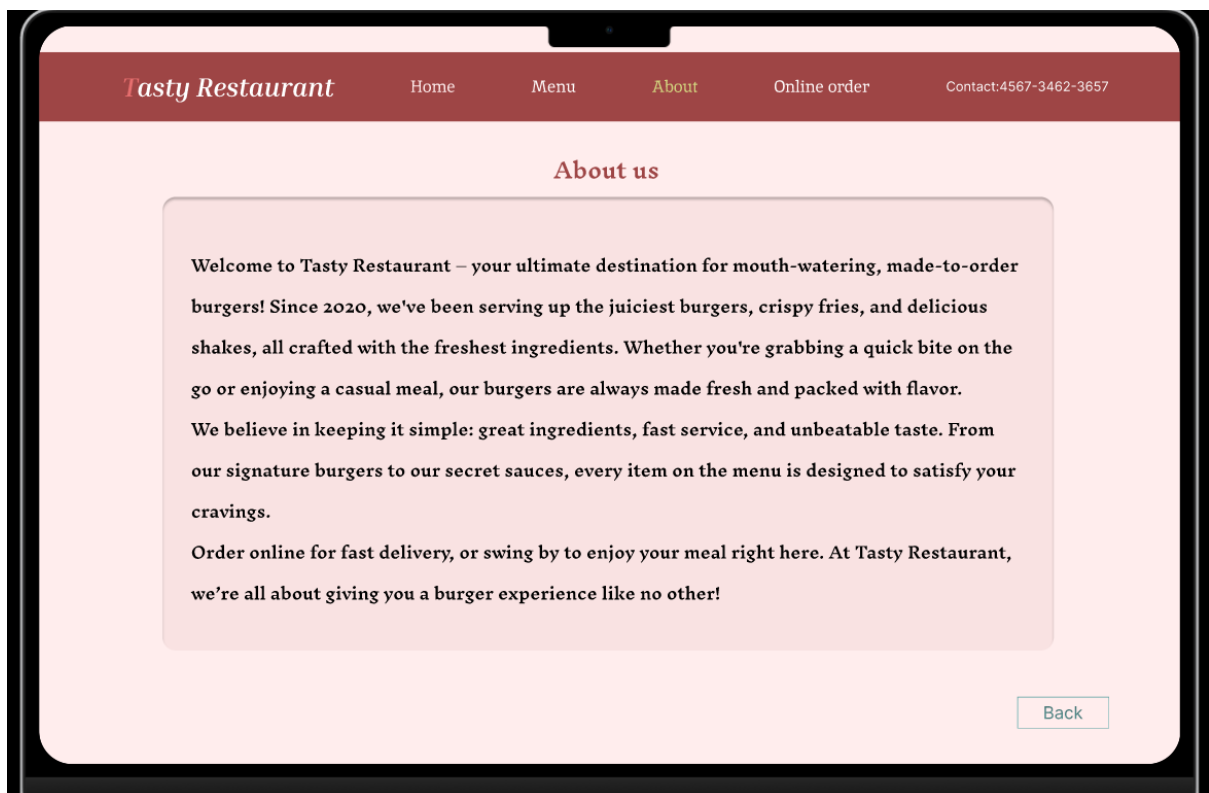 Tasty Restaurant Home Menu About Online order Contact:4567-3462-3657
About us
Welcome to Tasty Restaurant – your ultimate destination for mouth-watering, made-to-order
burgers! Since 2020, we've been serving up the juiciest burgers, crispy fries, and delicious
shakes, all crafted with the freshest ingredients. Whether you're grabbing a quick bite on the
go or enjoying a casual meal, our burgers are always made fresh and packed with flavor.
We believe in keeping it simple: great ingredients, fast service, and unbeatable taste. From
our signature burgers to our secret sauces, every item on the menu is designed to satisfy your
cravings.
Order online for fast delivery, or swing by to enjoy your meal right here. At Tasty Restaurant,
we’re all about giving you a burger experience like no other!
Back